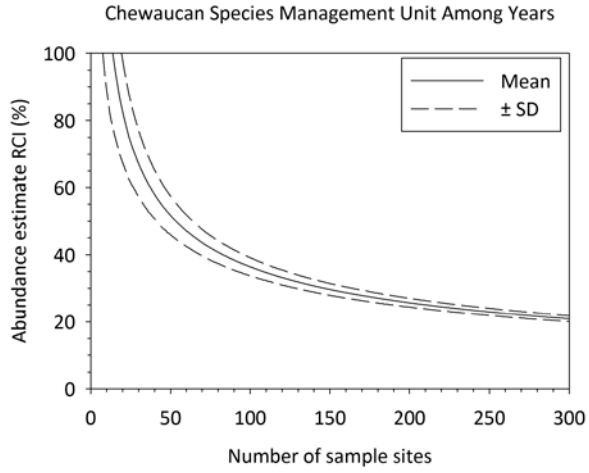 Chewaucan Species Management Unit Among Years
Abundance estimate RCI (%)
100
80
60
40
20
0
Mean
± SD
0 50 100 150 200 250 300
Number of sample sites